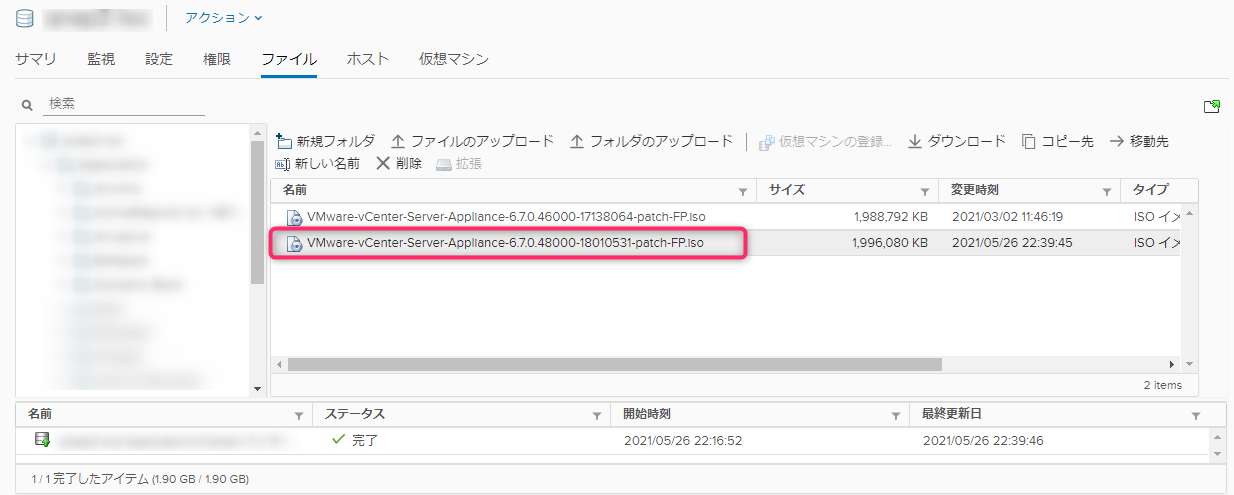 アクション
サマリ 監視 設定 権限 ファイル ホスト 仮想マシン
検索
新規フォルダ ファイルのアップロード フォルダのアップロード 仮想マシンの登録... ダウンロード コピー先 移動先
新しい名前 削除 拡張
名前 サイズ 変更時刻 タイプ
VMware-vCenter-Server-Appliance-6.7.0.46000-17138064-patch-FP.iso 1,988,792 KB 2021/03/02 11:46:19 ISO イメ
VMware-vCenter-Server-Appliance-6.7.0.48000-18010531-patch-FP.iso 1,996,080 KB 2021/05/26 22:39:45 ISO イメ
2 items
名前 ステータス 開始時刻 最終更新日
完了 2021/05/26 22:16:52 2021/05/26 22:39:46
1 / 1 完了したアイテム (1.90 GB / 1.90 GB)